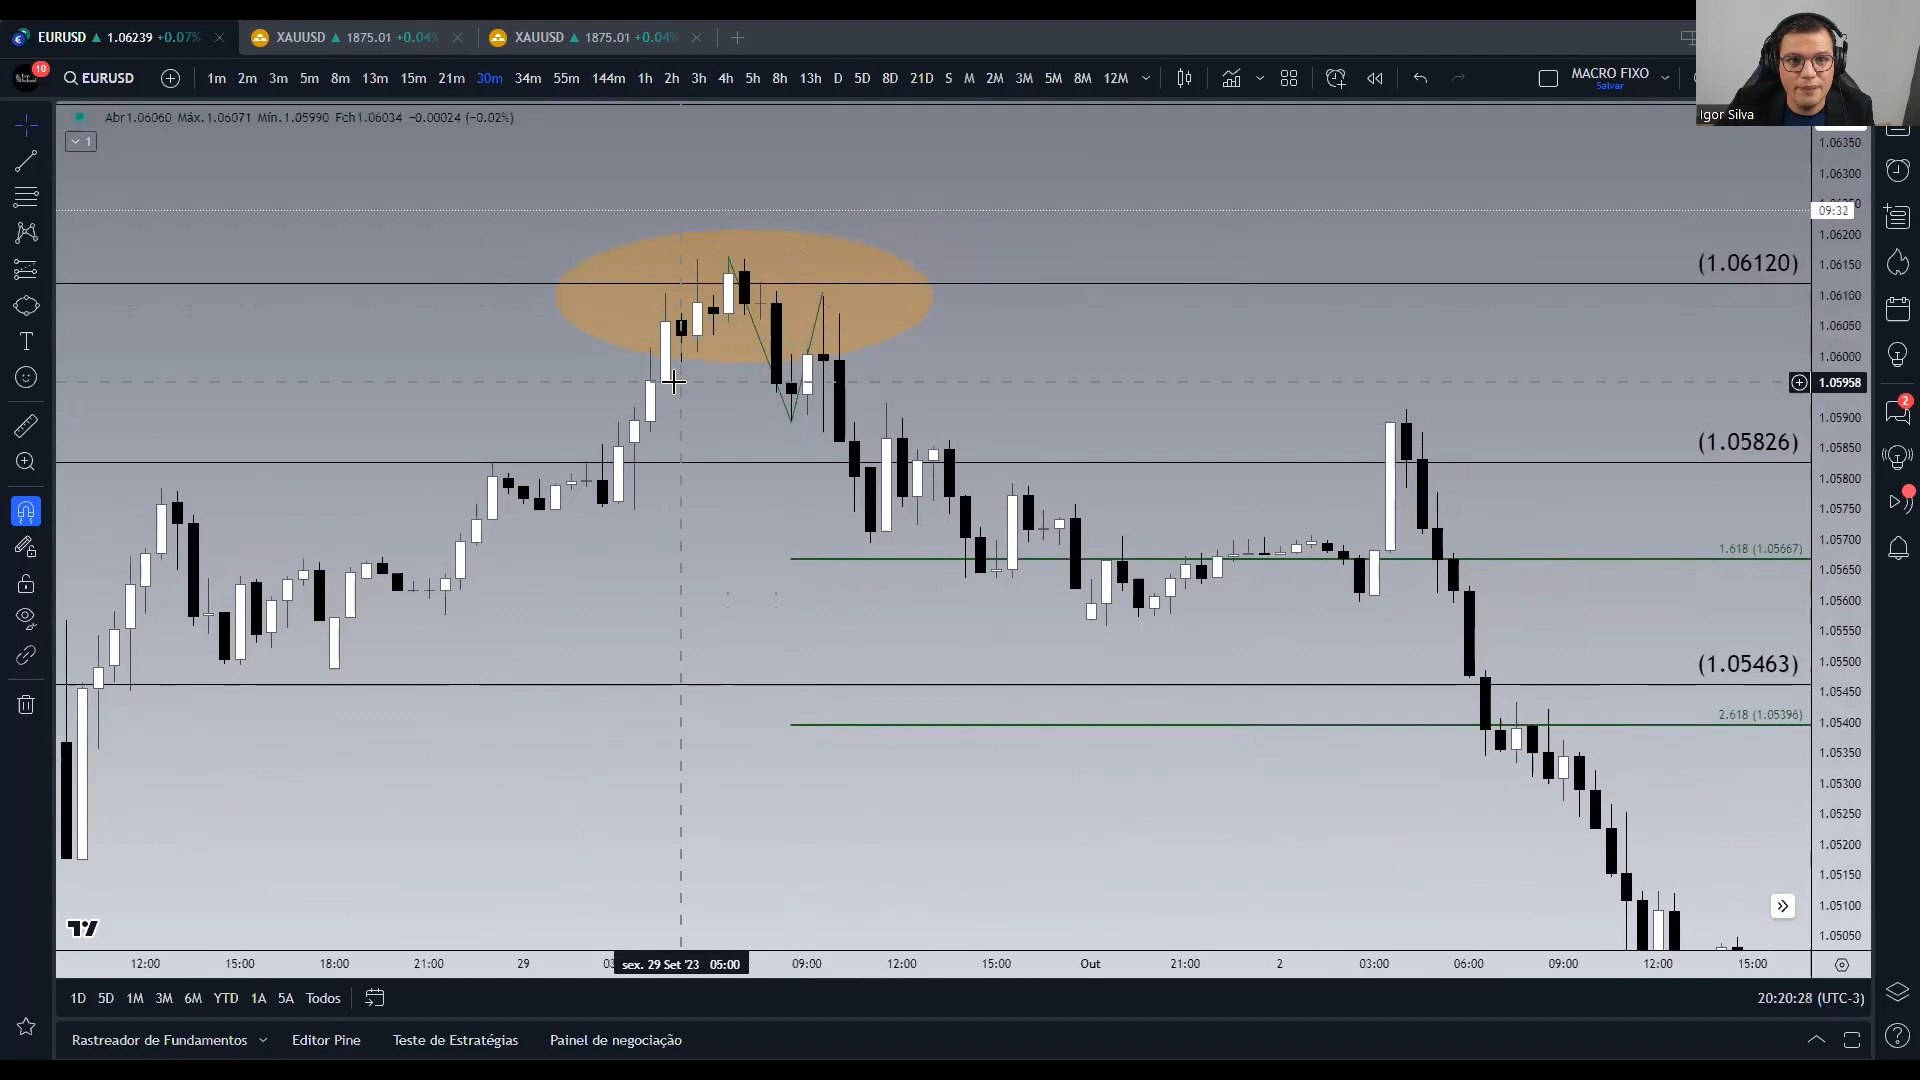 EURUSD 1.06239 +0.07%
XAUUSD 1875.01 +0.04%
XAUUSD 1875.01 +0.04%
10
EURUSD
1m 2m 3m 5m 8m 13m 15m 21m 30m 34m 55m 144m 1h 2h 3h 4h 5h 8h 13h D 5D 8D 21D S M 2M 3M 5M 8M 12M
MACRO FIXO
Salvar
Igor Silva
Abr1.06060 Máx.1.06071 Mín.1.05990 Fch1.06034 −0.00024 (−0.02%)
1
1.06350
1.06300
09:32
1.06200
(1.06120)
1.06150
1.06100
1.06050
1.06000
1.05958
2
1.05900
(1.05826)
1.05850
1.05800
1.05750
1.05700
1.618 (1.05667)
1.05650
1.05600
1.05550
(1.05463)
1.05500
1.05450
2.618 (1.05396)
1.05400
1.05350
1.05300
1.05250
1.05200
1.05150
1.05100
1.05050
12:00 15:00 18:00 21:00 29 sex. 29 Set '23 05:00 09:00 12:00 15:00 Out 21:00 2 03:00 06:00 09:00 12:00 15:00
1D 5D 1M 3M 6M YTD 1A 5A Todos
20:20:28 (UTC-3)
Rastreador de Fundamentos Editor Pine Teste de Estratégias Painel de negociação